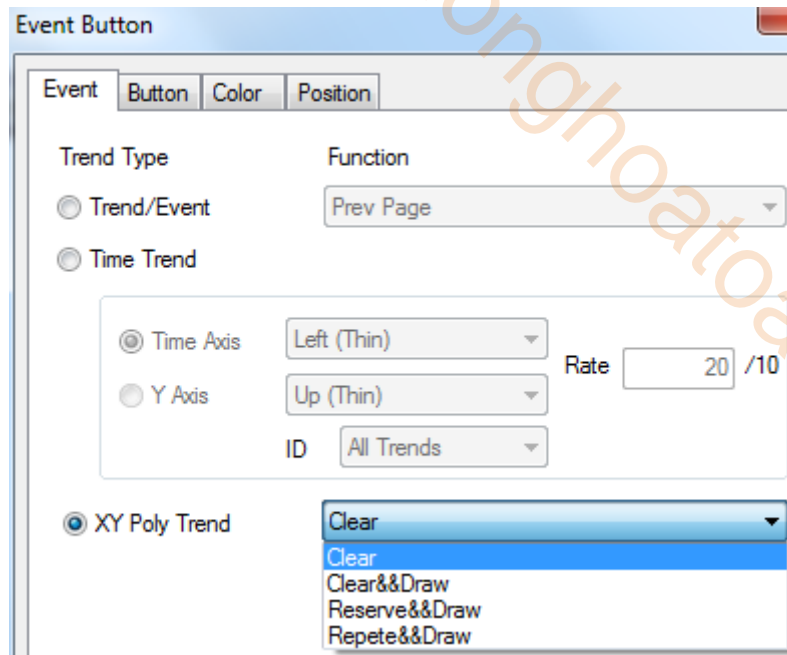 Event Button
Event Button Color Position
Trend Type Function
Trend/Event Prev Page
Time Trend
Time Axis Left (Thin) Rate 20 /10
Y Axis Up (Thin)
ID All Trends
XY Poly Trend Clear
Clear
Clear&&Draw
Reserve&&Draw
Repete&&Draw